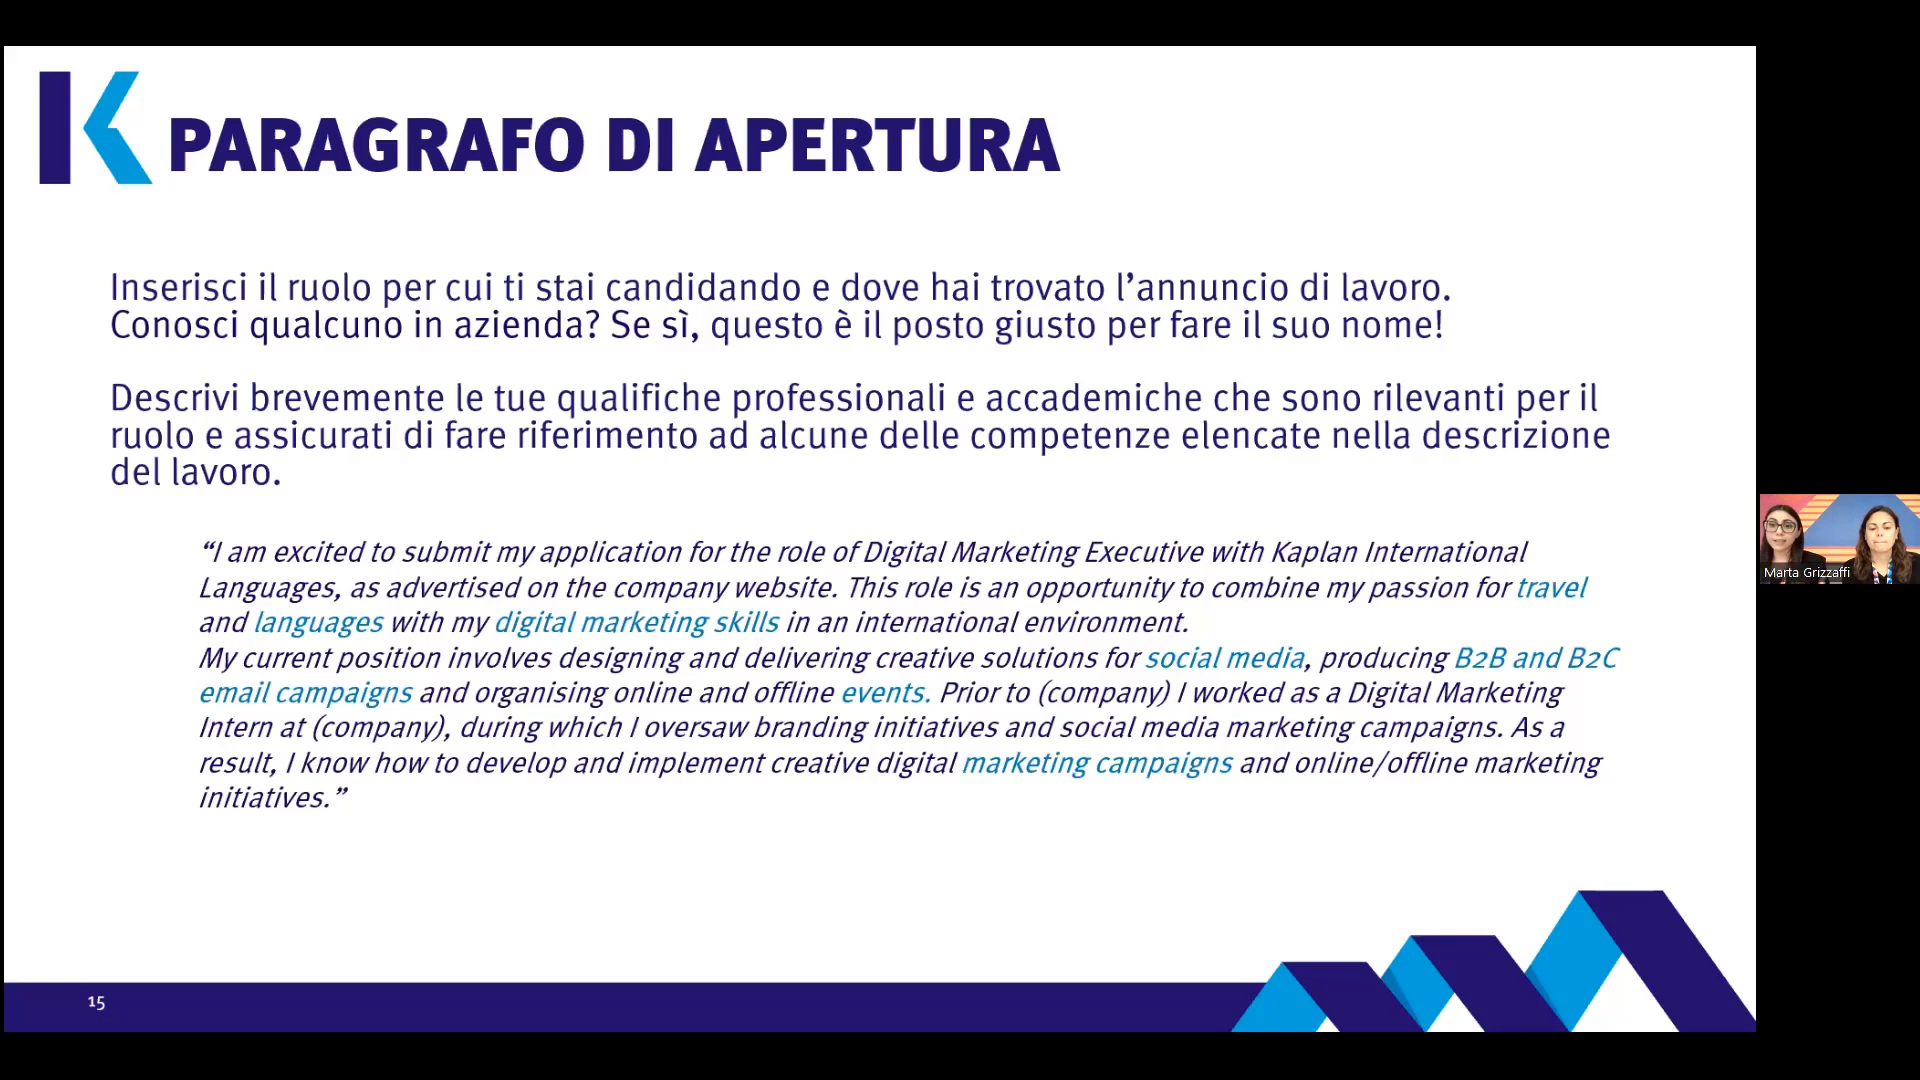 PARAGRAFO DI APERTURA
Inserisci il ruolo per cui ti stai candidando e dove hai trovato l’annuncio di lavoro.
Conosci qualcuno in azienda? Se sì, questo è il posto giusto per fare il suo nome!
Descrivi brevemente le tue qualifiche professionali e accademiche che sono rilevanti per il
ruolo e assicurati di fare riferimento ad alcune delle competenze elencate nella descrizione
del lavoro.
“I am excited to submit my application for the role of Digital Marketing Executive with Kaplan International
Languages, as advertised on the company website. This role is an opportunity to combine my passion for travel
and languages with my digital marketing skills in an international environment.
My current position involves designing and delivering creative solutions for social media, producing B2B and B2C
email campaigns and organising online and offline events. Prior to (company) I worked as a Digital Marketing
Intern at (company), during which I oversaw branding initiatives and social media marketing campaigns. As a
result, I know how to develop and implement creative digital marketing campaigns and online/offline marketing
initiatives.”
Marta Grizzaffi
15